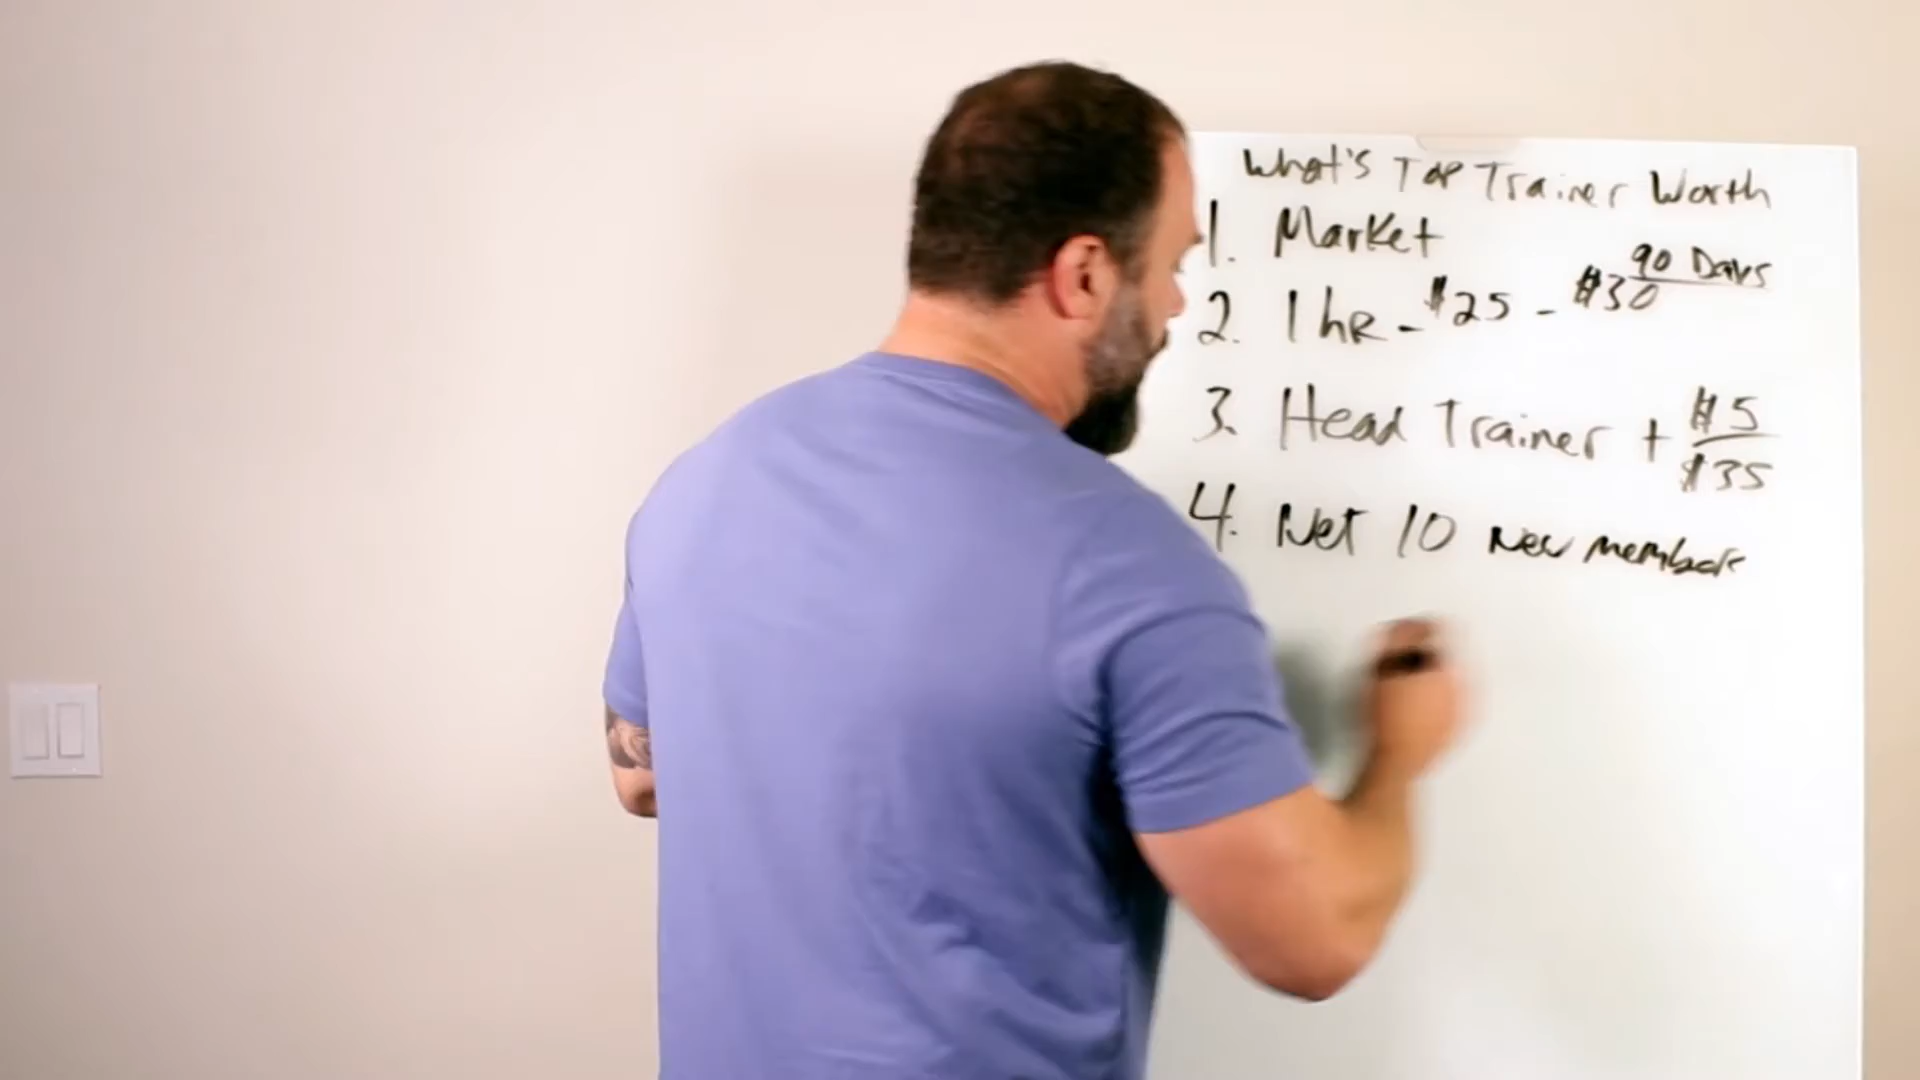 What's Top Trainer Worth
1. Market
90 Days
2. 1 hR - $25 - $30
3. Head Trainer + $5
$35
4. Net 10 New members